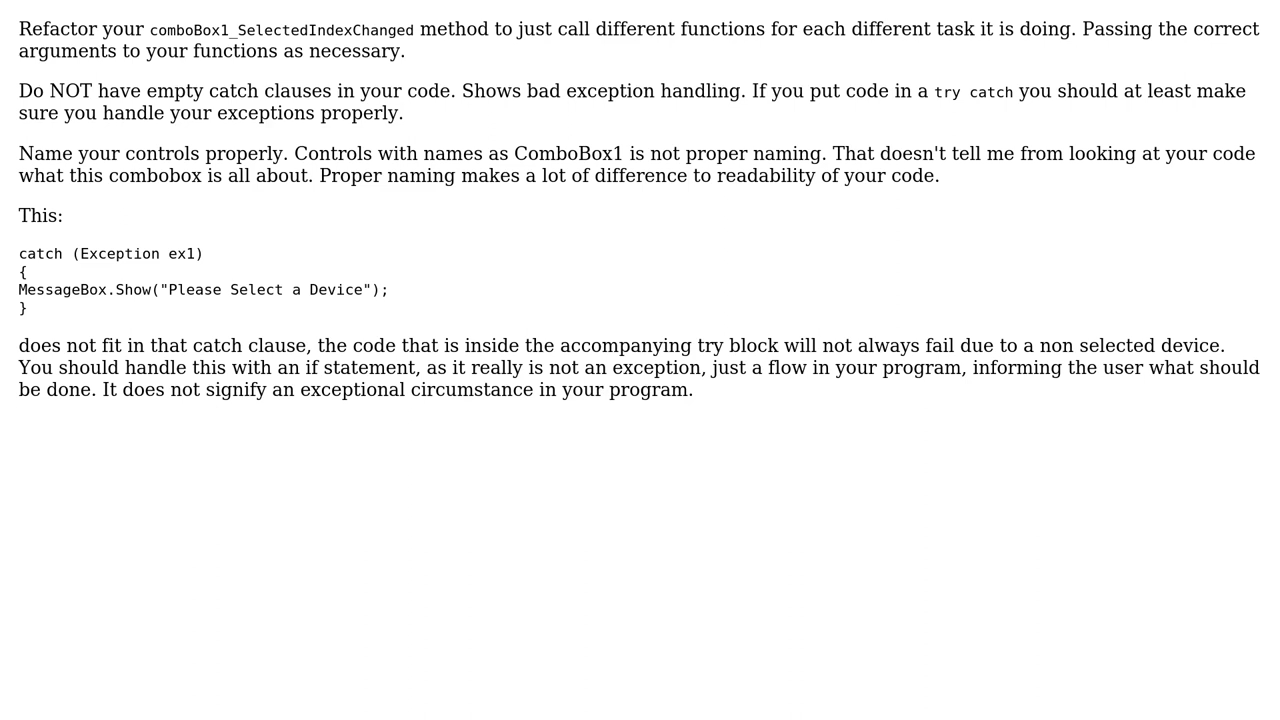 Refactor your comboBox1_SelectedIndexChanged method to just call different functions for each different task it is doing. Passing the correct
arguments to your functions as necessary.
Do NOT have empty catch clauses in your code. Shows bad exception handling. If you put code in a try catch you should at least make
sure you handle your exceptions properly.
Name your controls properly. Controls with names as ComboBox1 is not proper naming. That doesn't tell me from looking at your code
what this combobox is all about. Proper naming makes a lot of difference to readability of your code.
This:
catch (Exception ex1)
{
MessageBox.Show("Please Select a Device");
}
does not fit in that catch clause, the code that is inside the accompanying try block will not always fail due to a non selected device.
You should handle this with an if statement, as it really is not an exception, just a flow in your program, informing the user what should
be done. It does not signify an exceptional circumstance in your program.